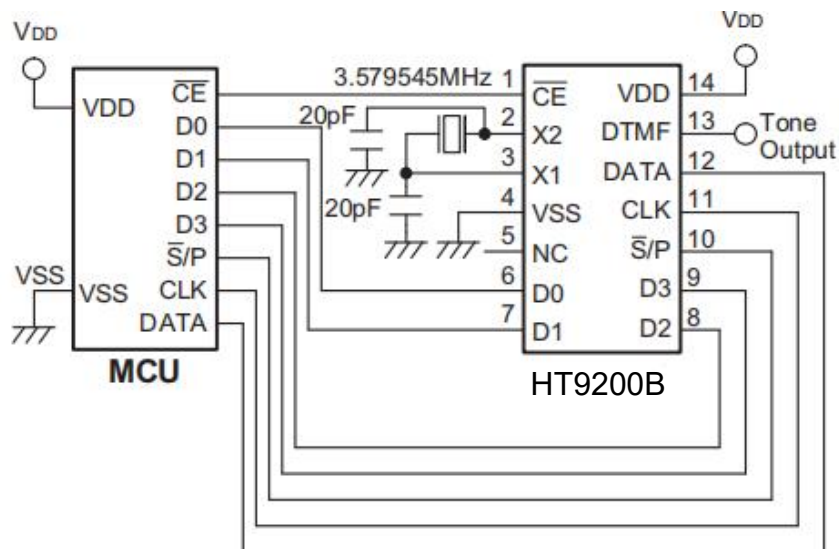 VDD
VDD
CE
D0
D1
D2
D3
S/P
CLK
DATA
VSS
VSS
MCU
3.579545MHz
20pF
20pF
1
2
3
4
5
6
7
CE
X2
X1
VSS
NC
D0
D1
VDD
DTMF
DATA
CLK
S/P
D3
D2
14
13
12
11
10
9
8
VDD
Tone
Output
HT9200B